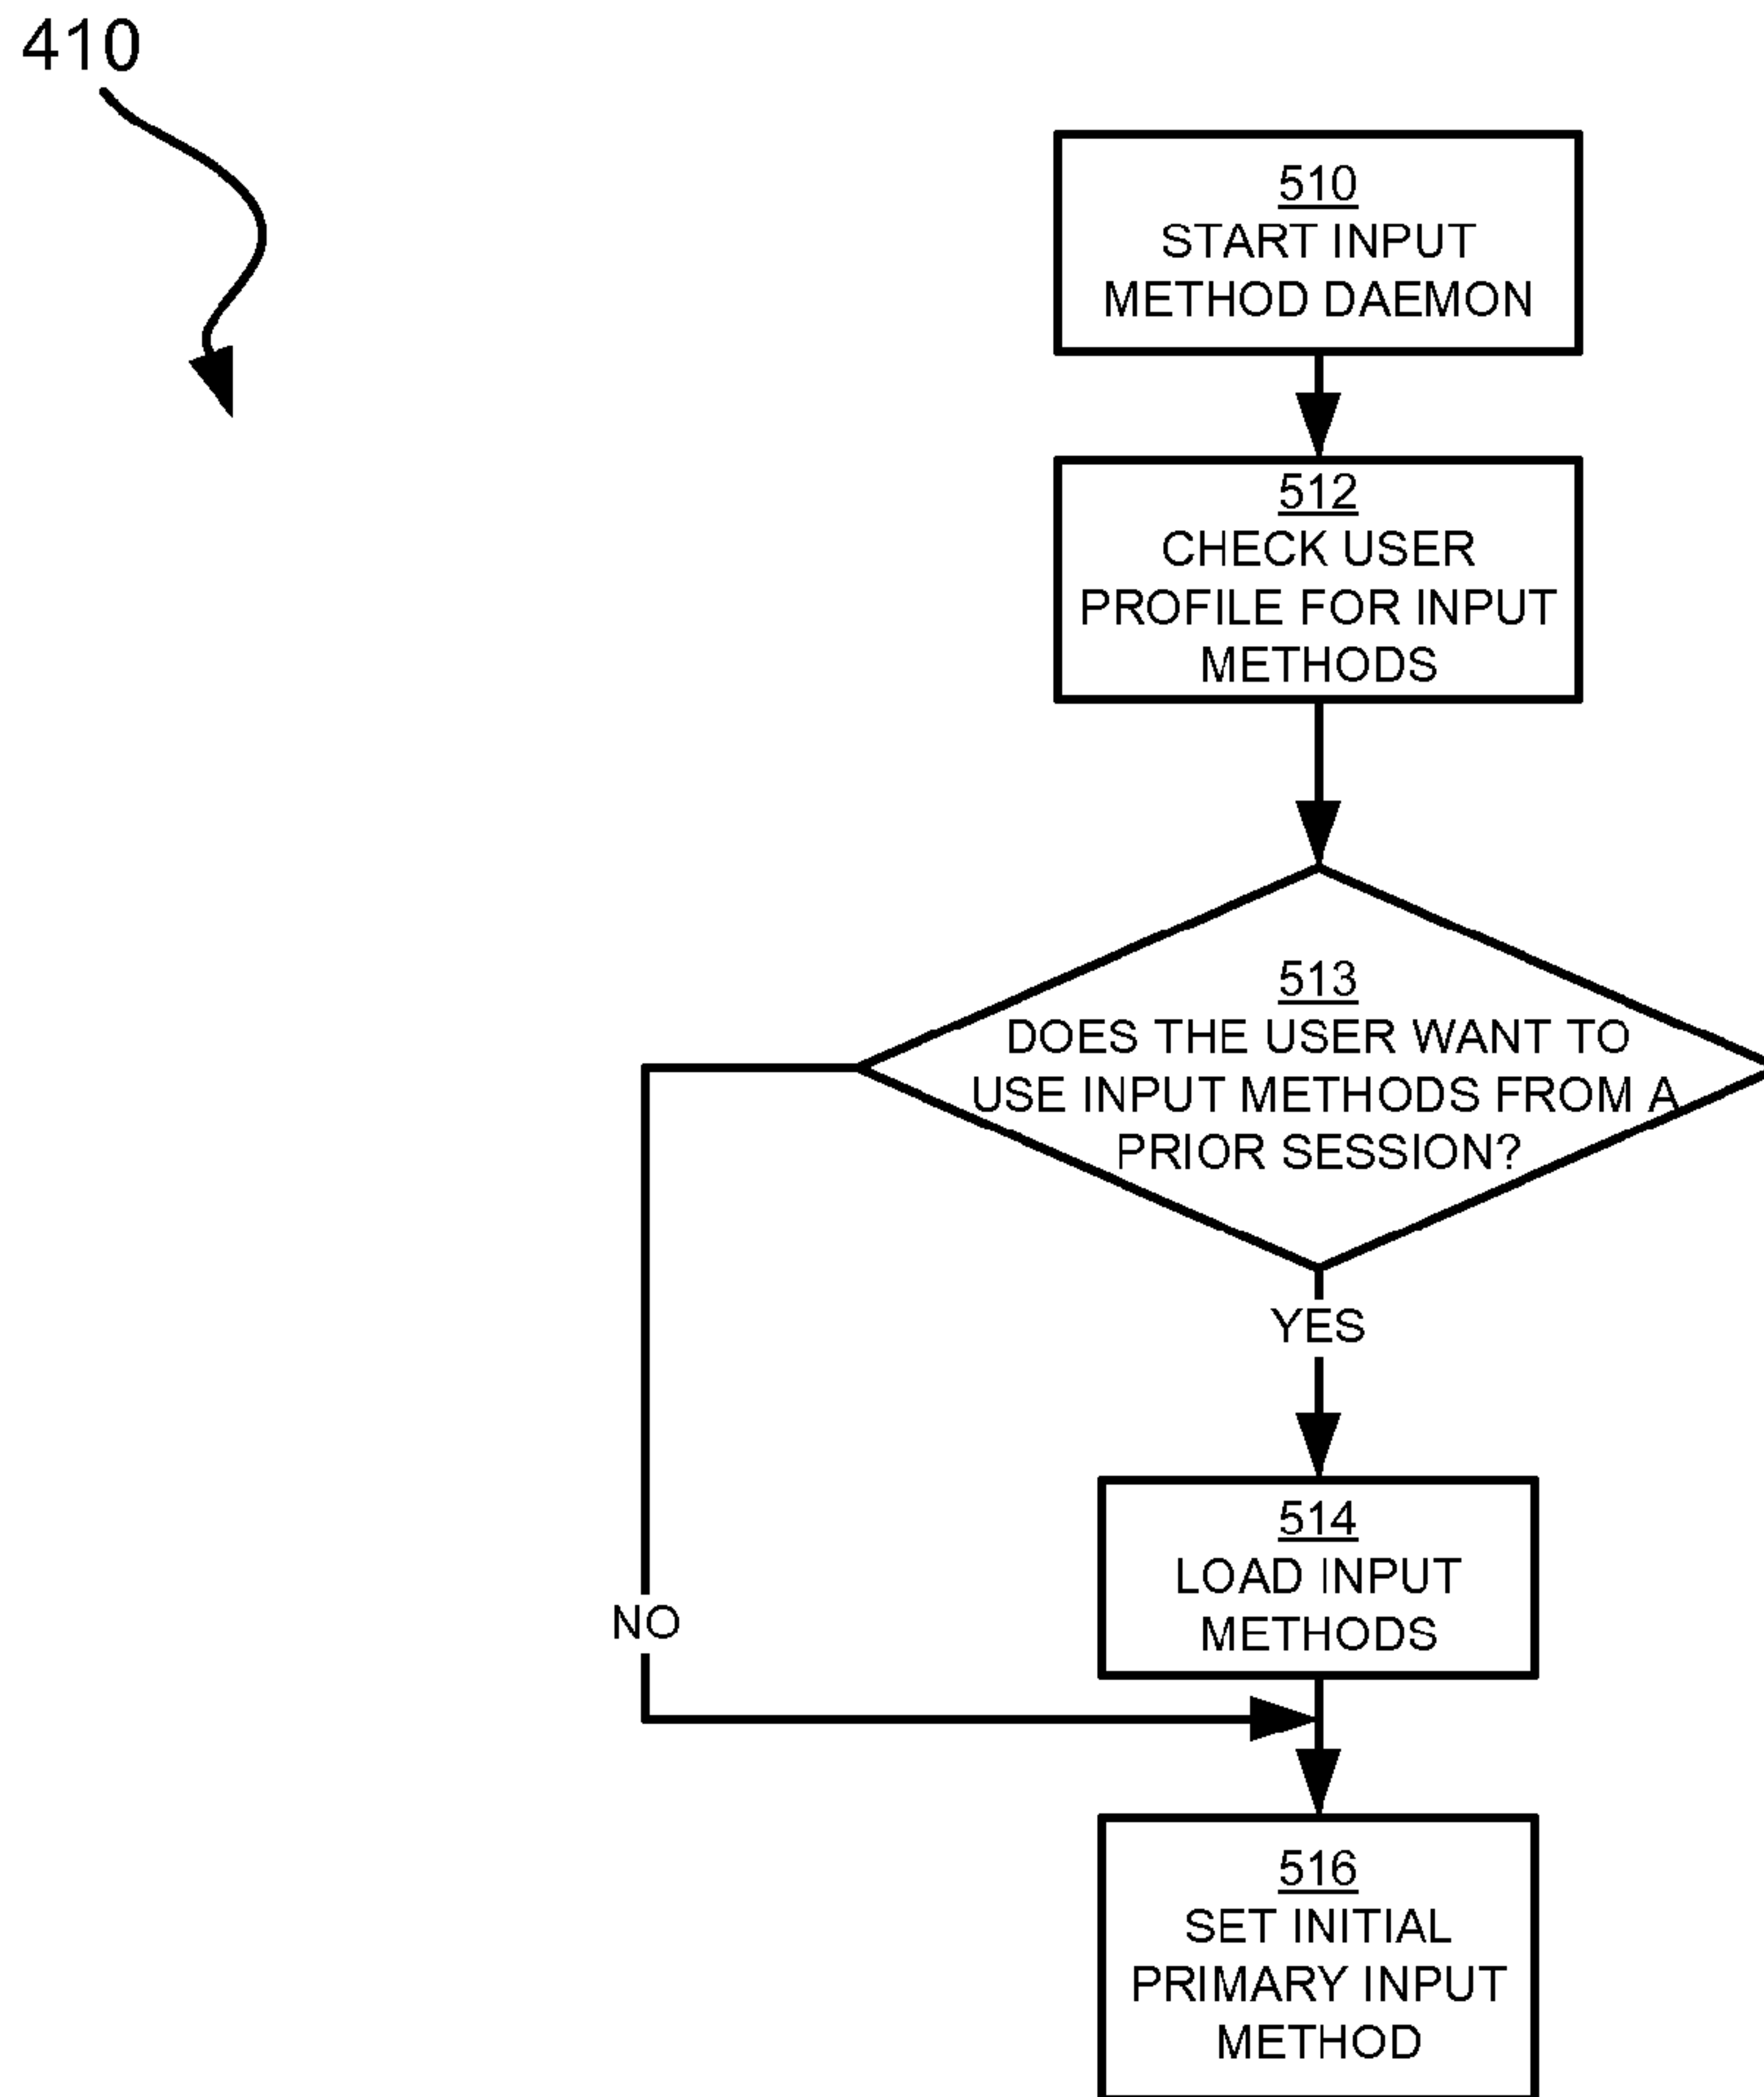 410
510
START INPUT
METHOD DAEMON
512
CHECK USER
PROFILE FOR INPUT
METHODS
513
DOES THE USER WANT TO
USE INPUT METHODS FROM A
PRIOR SESSION?
YES
514
LOAD INPUT
METHODS
NO
516
SET INITIAL
PRIMARY INPUT
METHOD